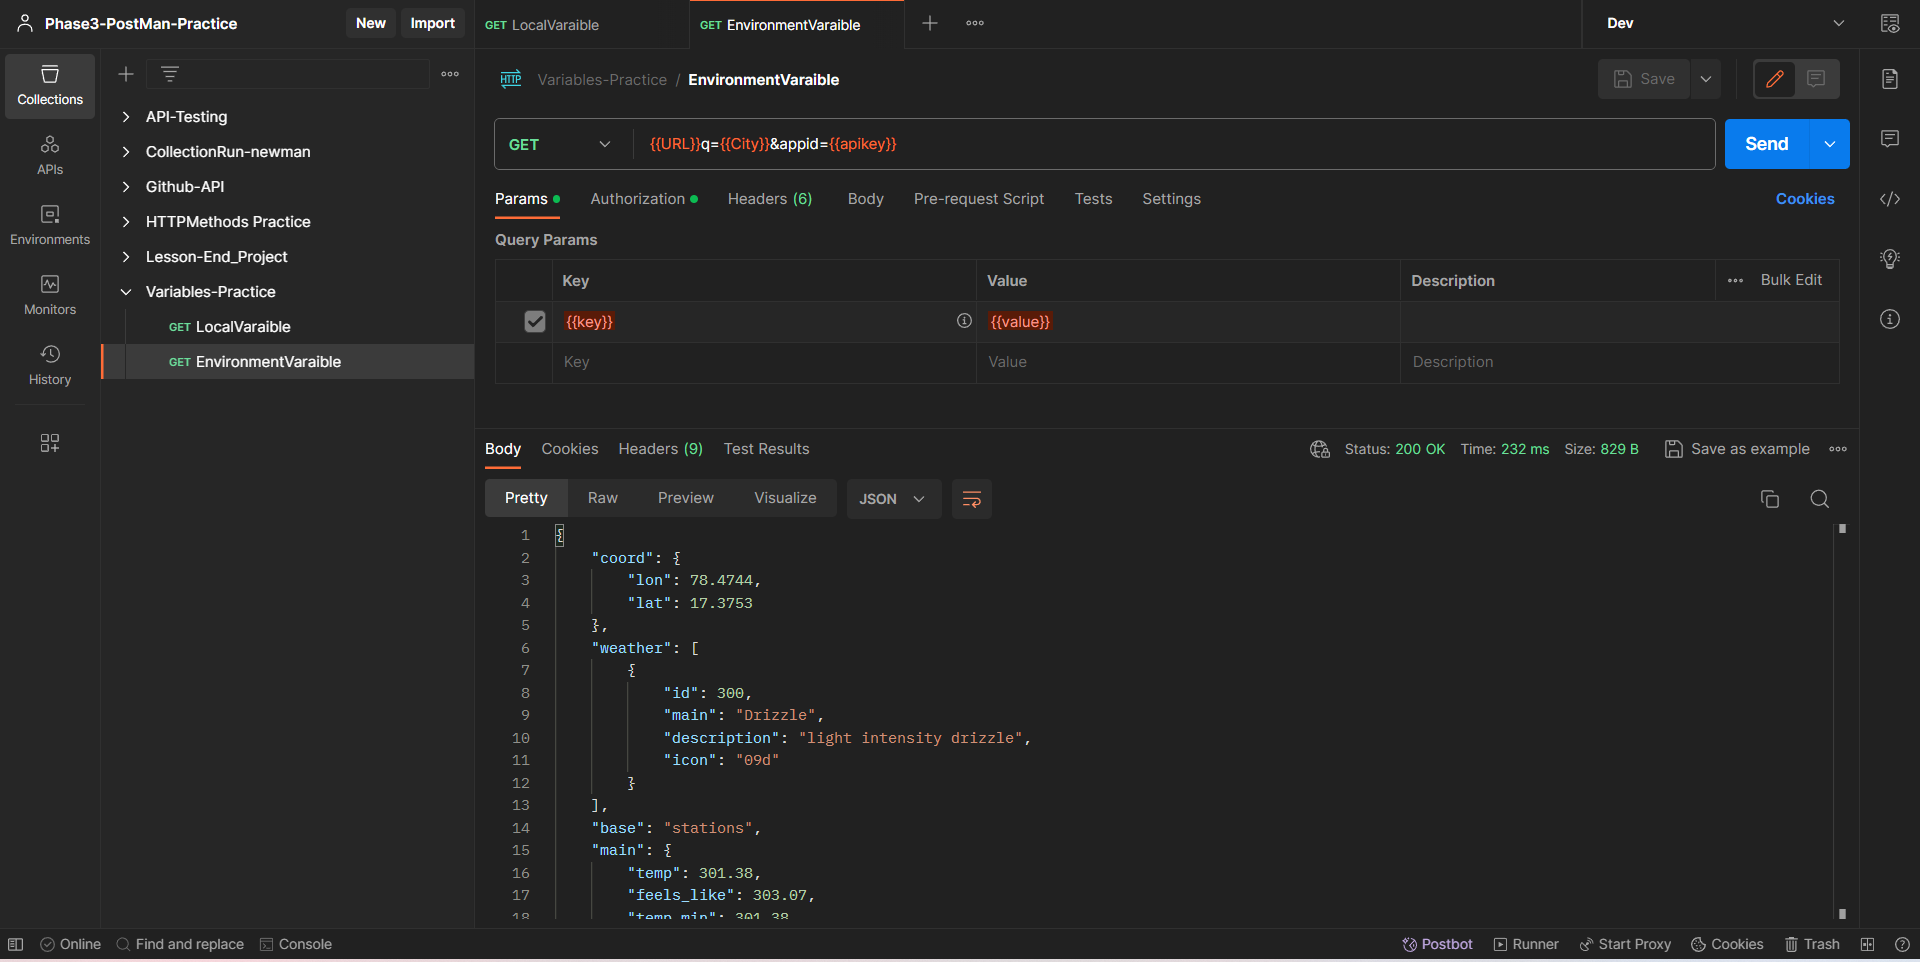 Phase3-PostMan-Practice
New
Import
GET LocalVaraible
GET EnvironmentVaraible
Dev
Collections
APIs
Environments
Monitors
History
API-Testing
CollectionRun-newman
Github-API
HTTPMethods Practice
Lesson-End_Project
Variables-Practice
GET LocalVaraible
GET EnvironmentVaraible
HTTP Variables-Practice / EnvironmentVaraible
Save
GET {{URL}}q={{City}}&appid={{apikey}}
Send
Params Authorization Headers (6) Body Pre-request Script Tests Settings
Cookies
Query Params
Key Value Description Bulk Edit
{{key}} {{value}}
Key Value Description
Body Cookies Headers (9) Test Results
Status: 200 OK Time: 232 ms Size: 829 B Save as example
Pretty Raw Preview Visualize JSON
1 {
2 "coord": {
3 "lon": 78.4744,
4 "lat": 17.3753
5 },
6 "weather": [
7 {
8 "id": 300,
9 "main": "Drizzle",
10 "description": "light intensity drizzle",
11 "icon": "09d"
12 }
13 ],
14 "base": "stations",
15 "main": {
16 "temp": 301.38,
17 "feels_like": 303.07,
18 "temp_min": 301.38
Online Find and replace Console
Postbot Runner Start Proxy Cookies Trash